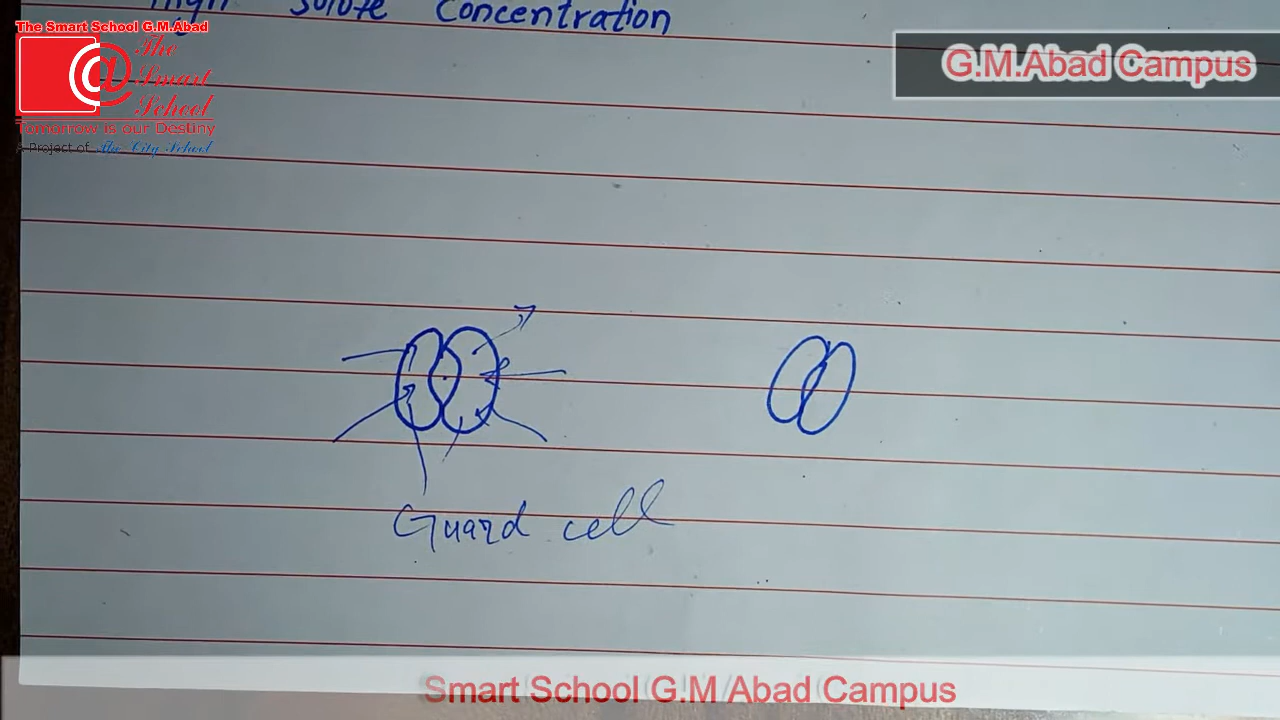 High Solute Concentration
The Smart School G.M.Abad
The
Smart
School
Tomorrow is our Destiny
A Project of The City School
G.M.Abad Campus
Guard cell
Smart School G.M Abad Campus